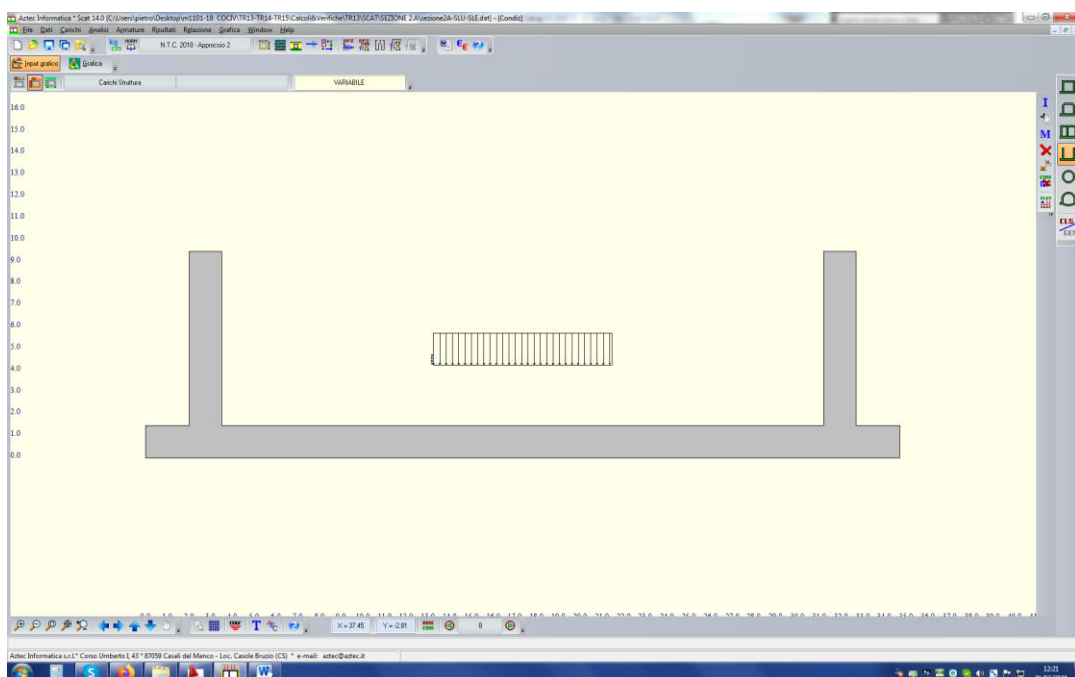 Aztec Informatica * Scat 14.0 [C:\Users\pietro\Desktop\m1101-18 COCIV\TR13-TR14-TR15\Calcoli&Verifiche\TR13\SCAT\SEZIONE 2.A\sezione2A-SLU-SLE.dat] - [Condiz]
File Dati Carichi Analisi Armature Risultati Relazione Grafica Window Help
N.T.C. 2018 - Approccio 2
Input grafico Grafica
Carichi Struttura VARIABILE
16.0
15.0
14.0
13.0
12.0
11.0
10.0
9.0
8.0
7.0
6.0
5.0
4.0
3.0
2.0
1.0
0.0
I
M
CLS
X = 37.45 Y = -2.81 8
Aztec Informatica s.r.l.* Corso Umberto I, 43 * 87059 Casali del Manco - Loc. Casole Bruzio (CS) * e-mail: aztec@aztec.it
12:21